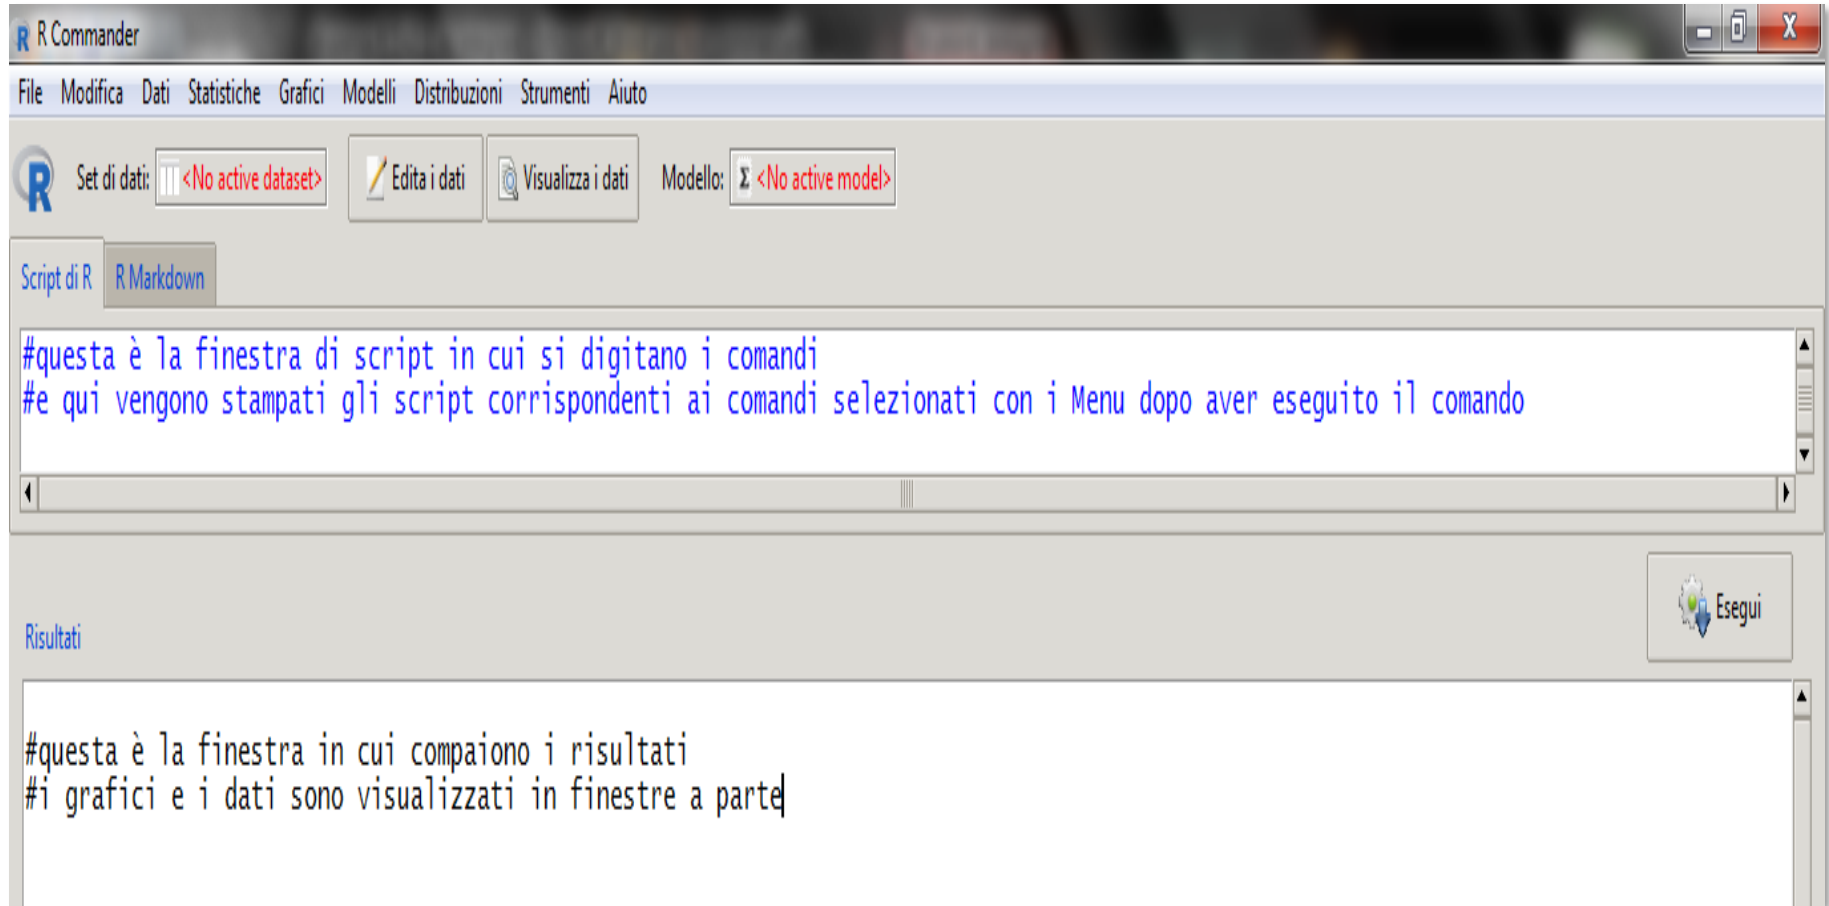 R Commander
File Modifica Dati Statistiche Grafici Modelli Distribuzioni Strumenti Aiuto
R Set di dati: <No active dataset> Edita i dati Visualizza i dati Modello: Σ <No active model>
Script di R R Markdown
#questa è la finestra di script in cui si digitano i comandi
#e qui vengono stampati gli script corrispondenti ai comandi selezionati con i Menu dopo aver eseguito il comando
Esegui
Risultati
#questa è la finestra in cui compaiono i risultati
#i grafici e i dati sono visualizzati in finestre a parte